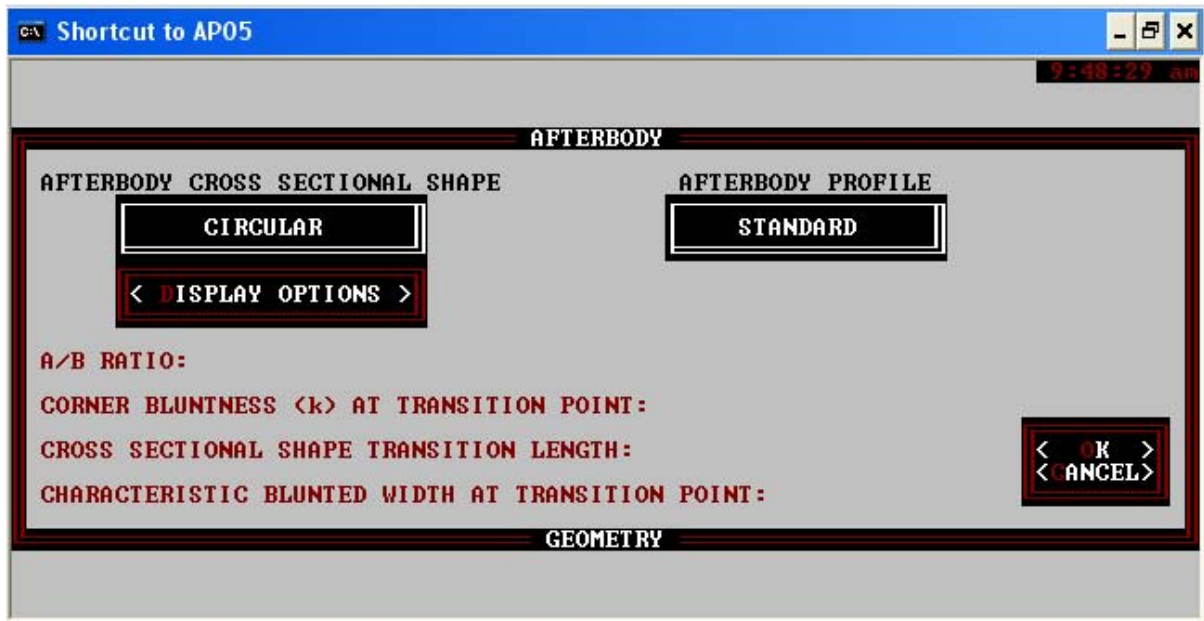 Shortcut to AP05
9:48:29 am
AFTERBODY
AFTERBODY CROSS SECTIONAL SHAPE
AFTERBODY PROFILE
CIRCULAR
STANDARD
< DISPLAY OPTIONS >
A/B RATIO:
CORNER BLUNTNESS (k) AT TRANSITION POINT:
CROSS SECTIONAL SHAPE TRANSITION LENGTH:
CHARACTERISTIC BLUNTED WIDTH AT TRANSITION POINT:
< OK >
<CANCEL>
GEOMETRY